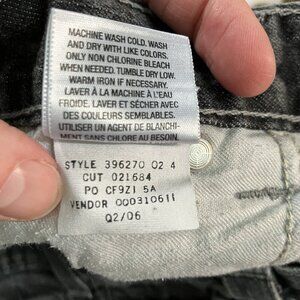 MACHINE WASH COLD. WASH
AND DRY WITH LIKE COLORS.
ONLY NON CHLORINE BLEACH
WHEN NEEDED. TUMBLE DRY LOW.
WARM IRON IF NECESSARY.
LAVER À LA MACHINE À L'EAU
FROIDE. LAVER ET SÉCHER AVEC
DES COULEURS SEMBLABLES.
UTILISER UN AGENT DE BLANCHI-
MENT SANS CHLORE AU BESOIN.
STYLE 396270 02 4
CUT 021684
PO CF9Z1 5A
VENDOR 000310611
Q2/06